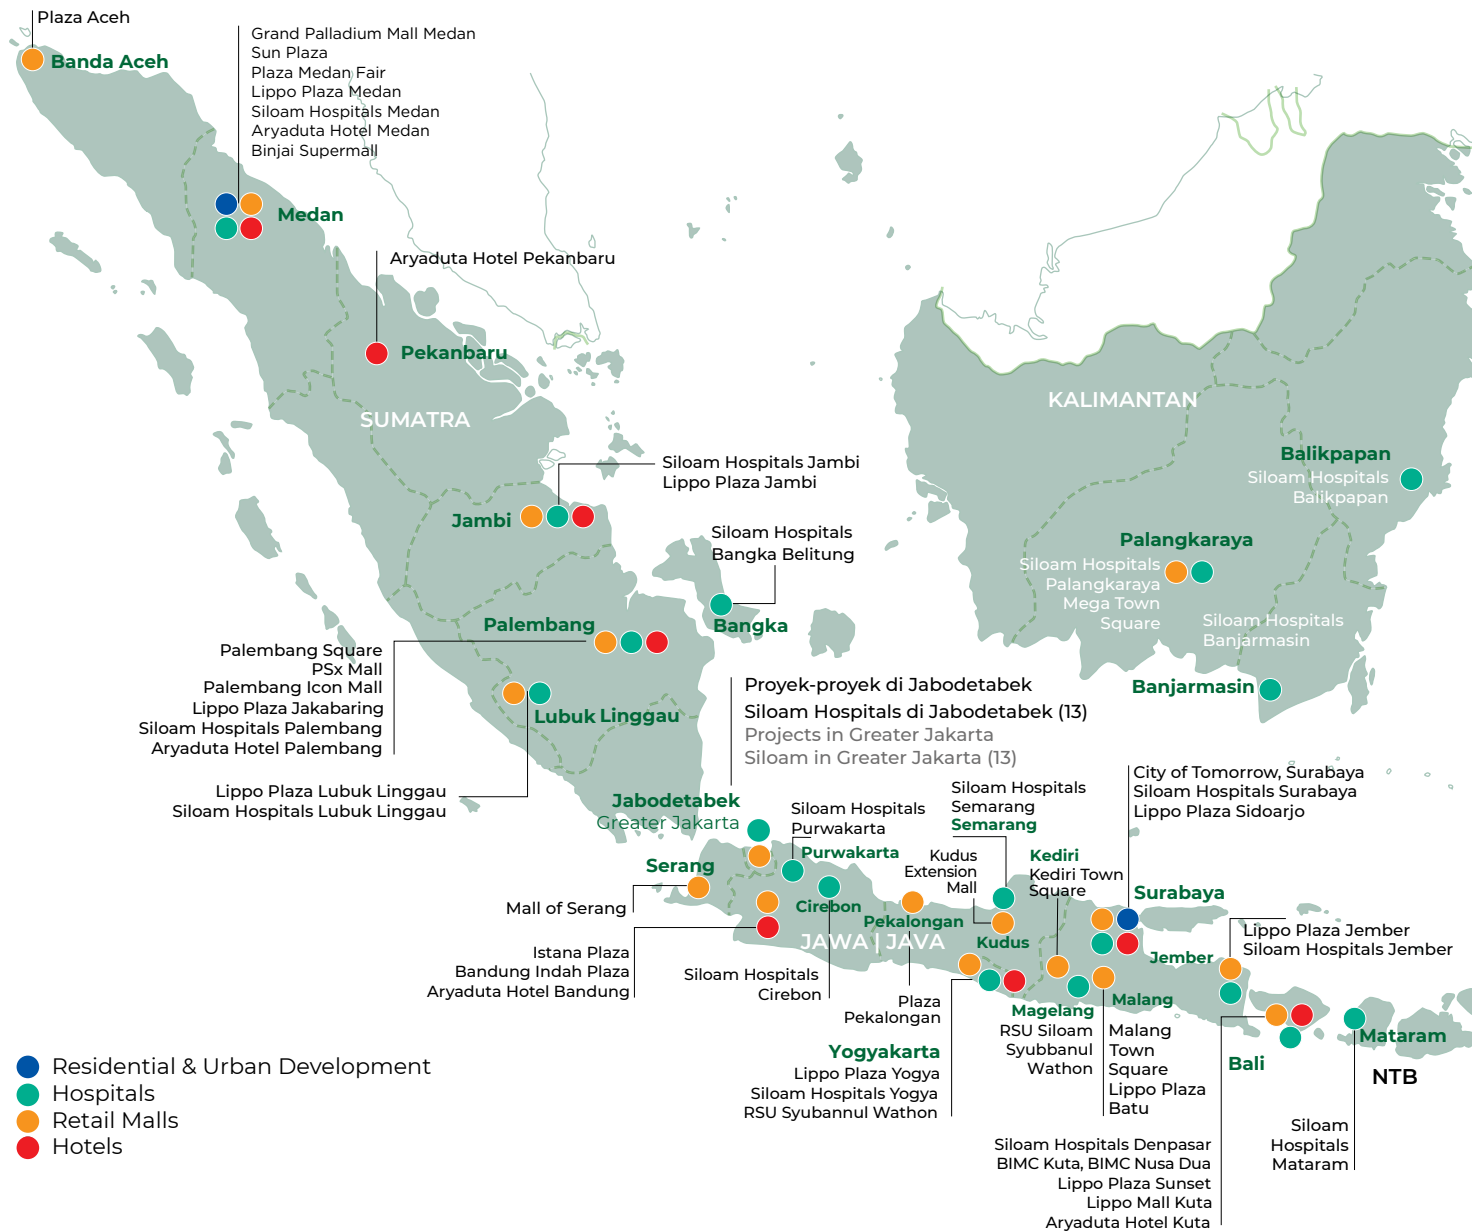 Plaza Aceh
Banda Aceh
Grand Palladium Mall Medan
Sun Plaza
Plaza Medan Fair
Lippo Plaza Medan
Siloam Hospitals Medan
Aryaduta Hotel Medan
Binjai Supermall
Medan
Aryaduta Hotel Pekanbaru
Pekanbaru
SUMATRA
Siloam Hospitals Jambi
Lippo Plaza Jambi
Jambi
Siloam Hospitals
Bangka Belitung
Bangka
Palembang
Palembang Square
PSx Mall
Palembang Icon Mall
Lippo Plaza Jakabaring
Siloam Hospitals Palembang
Aryaduta Hotel Palembang
Lubuk Linggau
Lippo Plaza Lubuk Linggau
Siloam Hospitals Lubuk Linggau
KALIMANTAN
Balikpapan
Siloam Hospitals
Balikpapan
Palangkaraya
Siloam Hospitals
Palangkaraya
Mega Town
Square
Siloam Hospitals
Banjarmasin
Banjarmasin
Proyek-proyek di Jabodetabek
Siloam Hospitals di Jabodetabek (13)
Projects in Greater Jakarta
Siloam in Greater Jakarta (13)
Jabodetabek
Greater Jakarta
Siloam Hospitals
Purwakarta
Purwakarta
Siloam Hospitals
Semarang
Semarang
Kudus
Extension
Mall
Kediri
Kediri Town
Square
City of Tomorrow, Surabaya
Siloam Hospitals Surabaya
Lippo Plaza Sidoarjo
Surabaya
Serang
Mall of Serang
Cirebon
Pekalongan
JAWA | JAVA
Kudus
Istana Plaza
Bandung Indah Plaza
Aryaduta Hotel Bandung
Siloam Hospitals
Cirebon
Plaza
Pekalongan
Jember
Lippo Plaza Jember
Siloam Hospitals Jember
Magelang
RSU Siloam
Syubbanul
Wathon
Malang
Malang
Town
Square
Lippo Plaza
Batu
Yogyakarta
Lippo Plaza Yogya
Siloam Hospitals Yogya
RSU Syubannul Wathon
Bali
Siloam Hospitals Denpasar
BIMC Kuta, BIMC Nusa Dua
Lippo Plaza Sunset
Lippo Mall Kuta
Aryaduta Hotel Kuta
Mataram
NTB
Siloam
Hospitals
Mataram
Residential & Urban Development
Hospitals
Retail Malls
Hotels